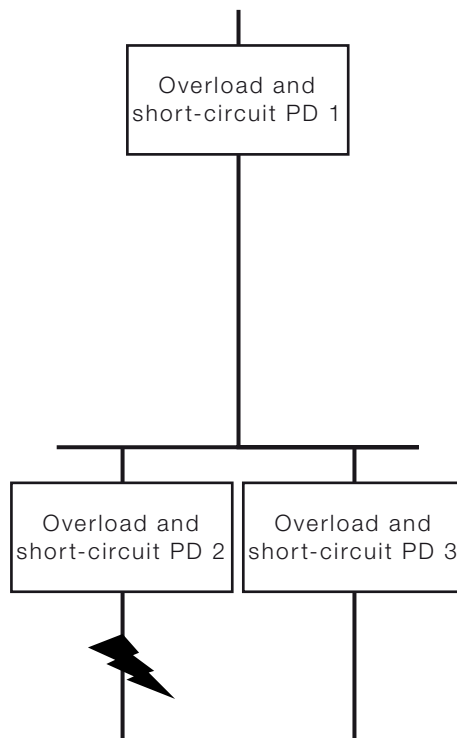 Overload and
short-circuit PD 1
Overload and
short-circuit PD 2
Overload and
short-circuit PD 3